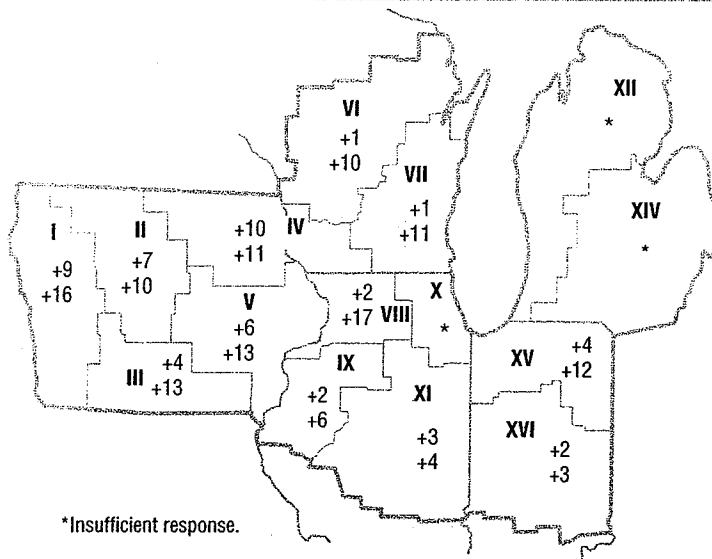 XII
*
VI
+1
+10
VII
+1
+11
XIV
*
I
+9
+16
II
+7
+10
+10
+11
IV
V
+6
+13
+2
+17
VIII
X
*
III
+4
+13
IX
+2
+6
XI
+3
+4
XV
+4
+12
XVI
+2
+3
*Insufficient response.